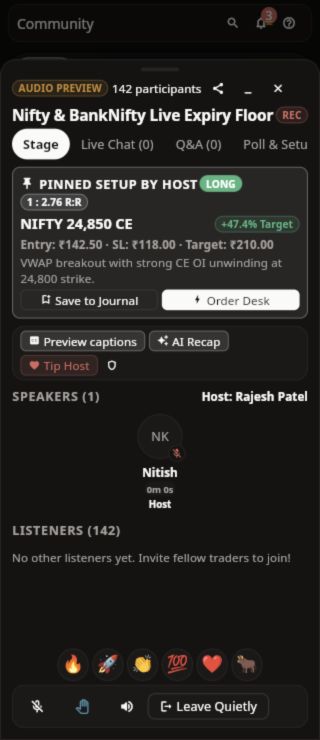 Community
3
AUDIO PREVIEW 142 participants
Nifty & BankNifty Live Expiry Floor REC
Stage Live Chat (0) Q&A (0) Poll & Setu
PINNED SETUP BY HOST LONG
1 : 2.76 R:R
NIFTY 24,850 CE +47.4% Target
Entry: ₹142.50 · SL: ₹118.00 · Target: ₹210.00
VWAP breakout with strong CE OI unwinding at
24,800 strike.
Save to Journal Order Desk
Preview captions AI Recap
Tip Host
SPEAKERS (1) Host: Rajesh Patel
NK
Nitish
0m 0s
Host
LISTENERS (142)
No other listeners yet. Invite fellow traders to join!
Leave Quietly